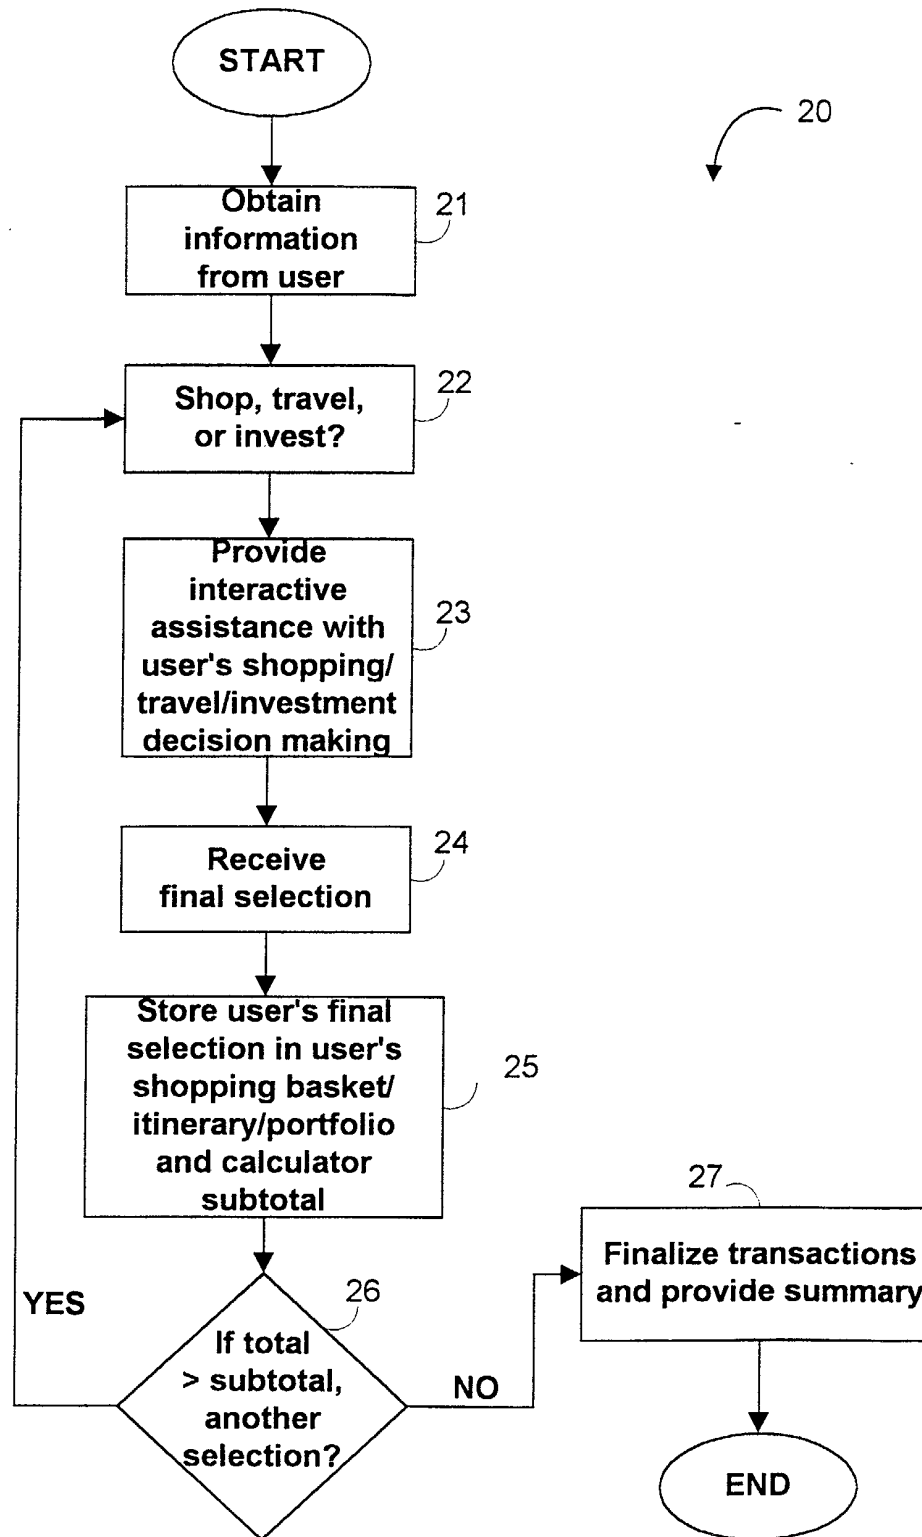 START
20
Obtain
information
from user
21
Shop, travel,
or invest?
22
Provide
interactive
assistance with
user's shopping/
travel/investment
decision making
23
Receive
final selection
24
Store user's final
selection in user's
shopping basket/
itinerary/portfolio
and calculator
subtotal
25
If total
> subtotal,
another
selection?
26
YES
NO
27
Finalize transactions
and provide summary
END